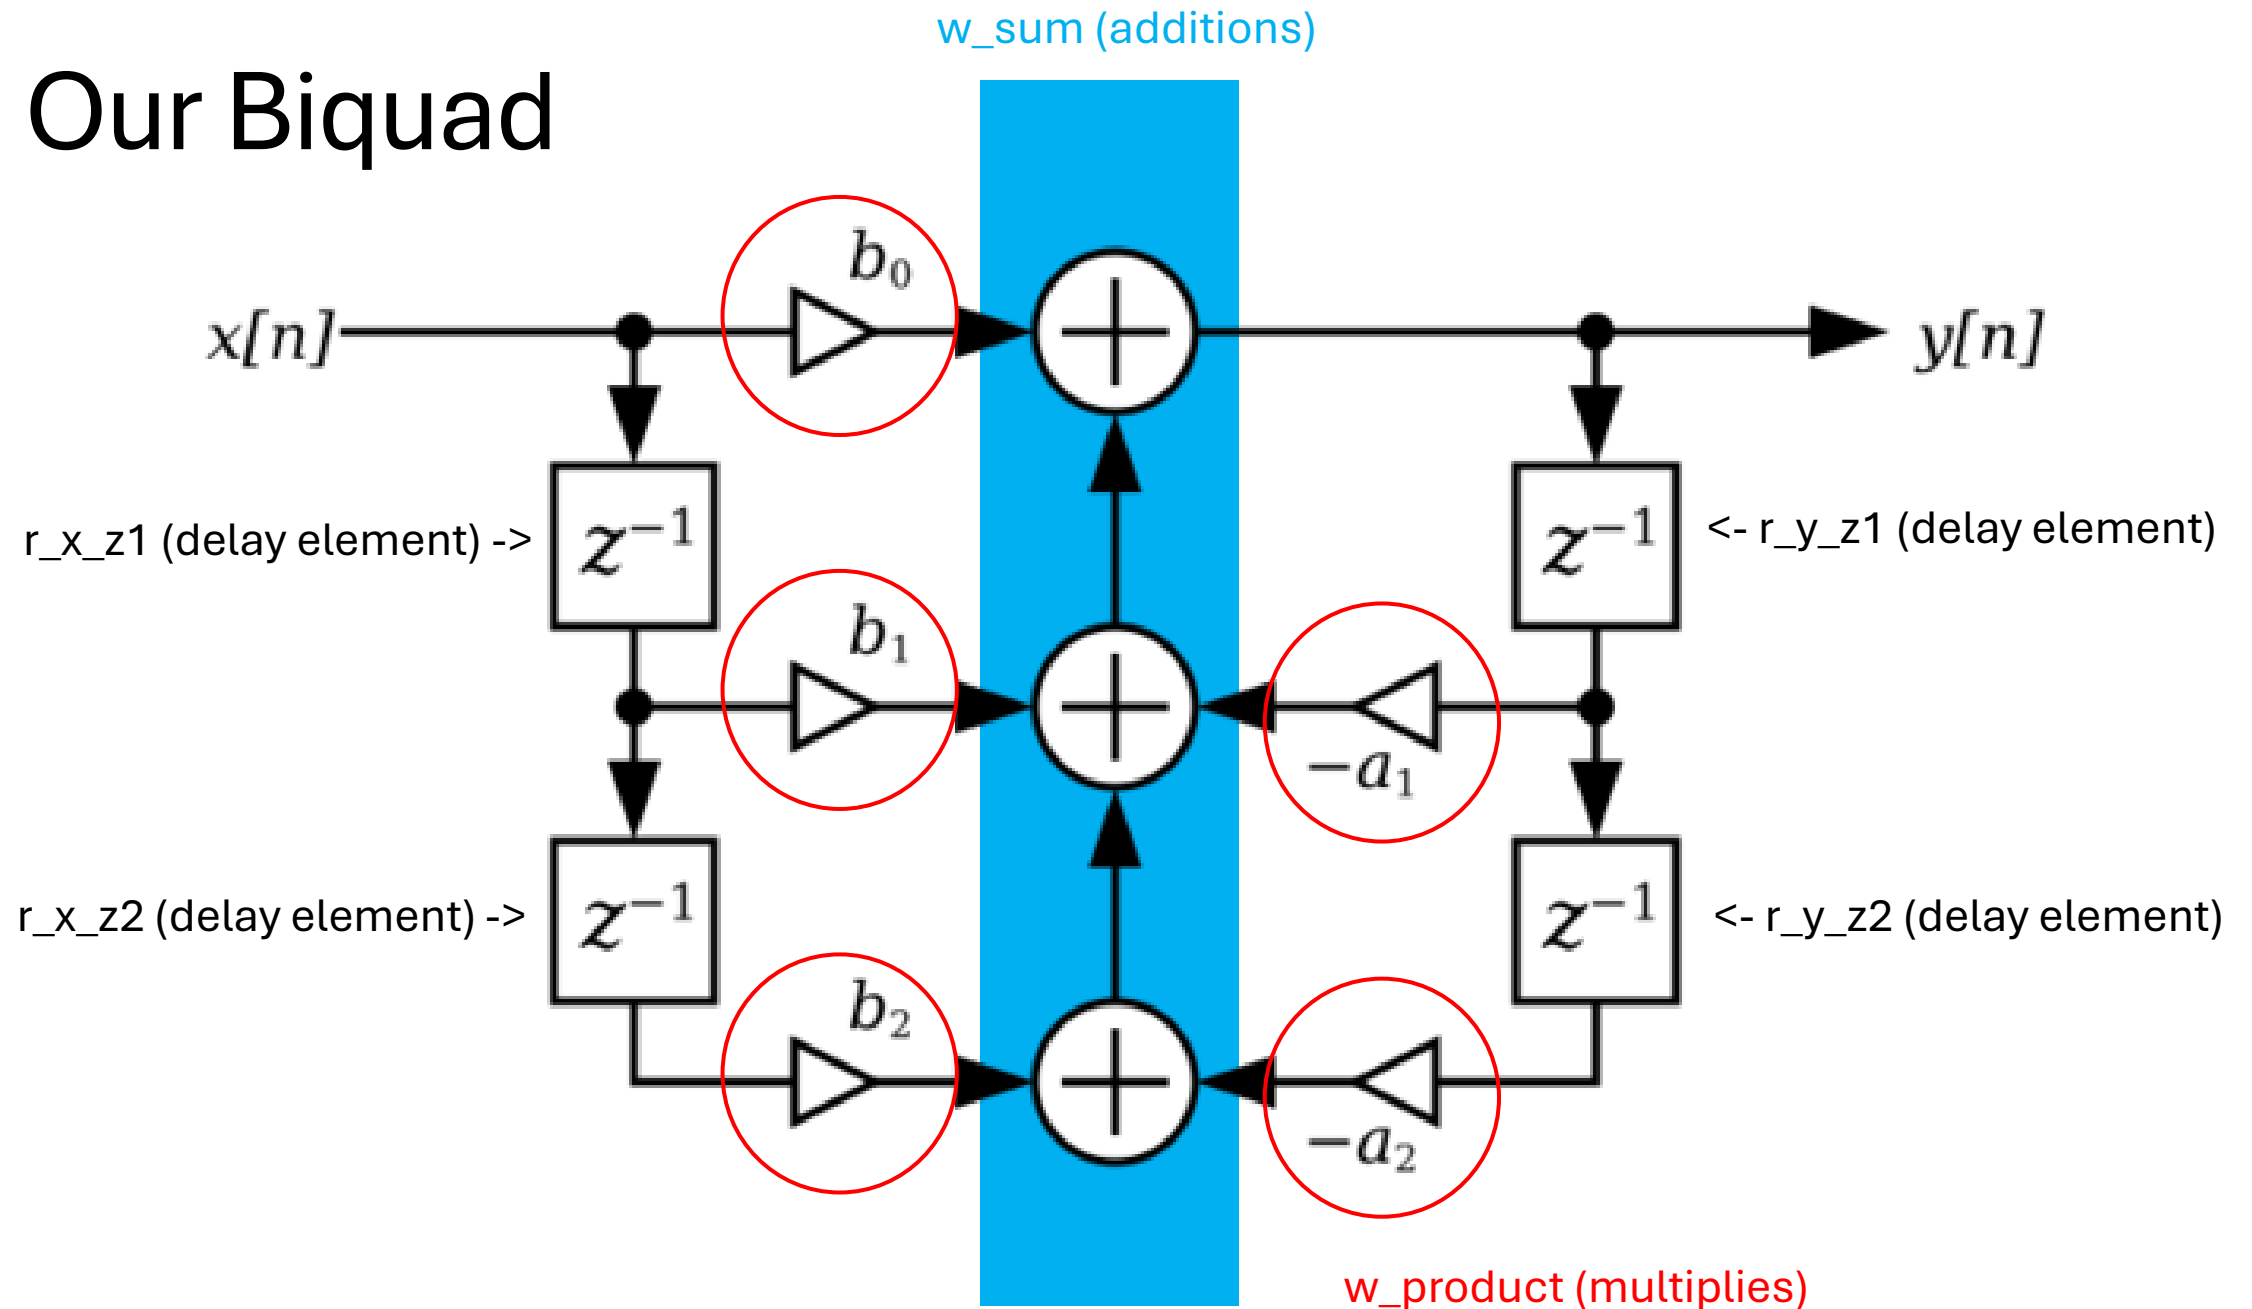 w_sum (additions)
Our Biquad
b₀
x[n]
y[n]
z⁻¹
z⁻¹
r_x_z1 (delay element) ->
<- r_y_z1 (delay element)
b₁
−a₁
z⁻¹
z⁻¹
r_x_z2 (delay element) ->
<- r_y_z2 (delay element)
b₂
−a₂
w_product (multiplies)